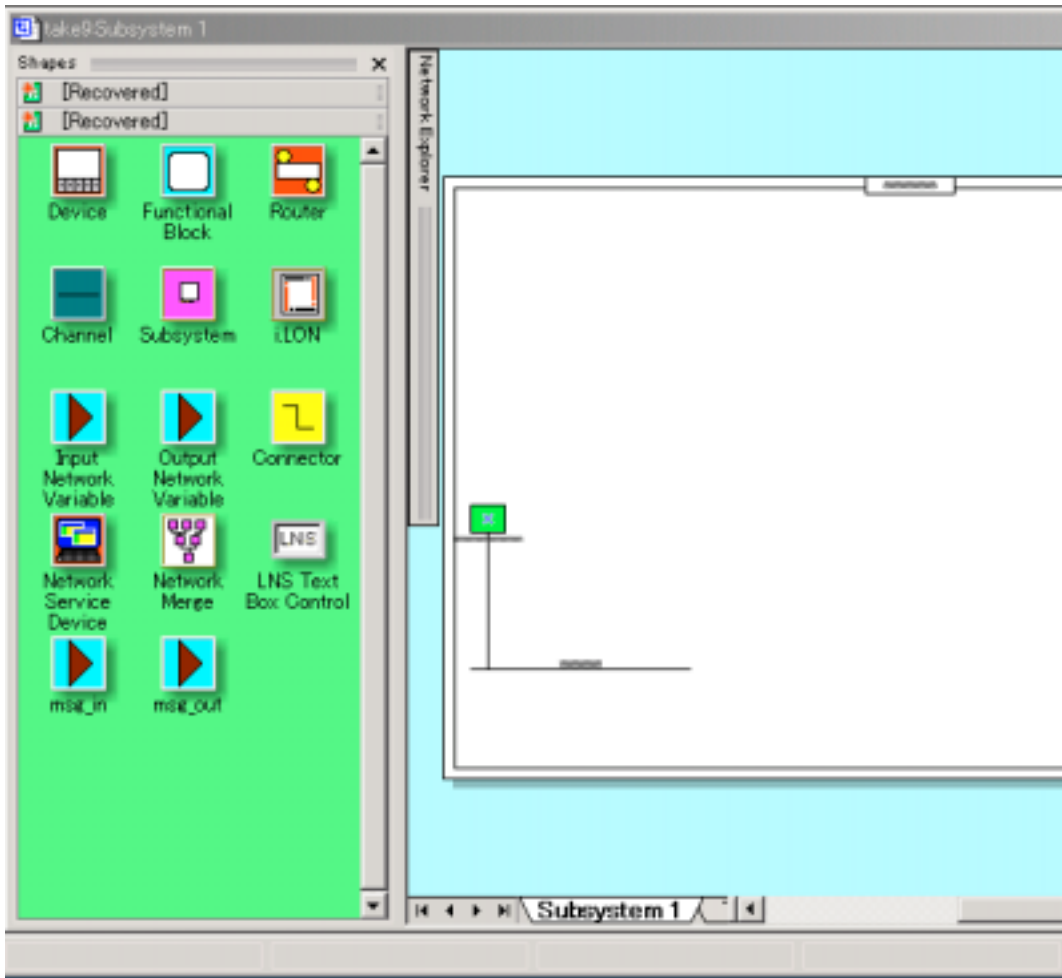 take9:Subsystem 1
Shapes
[Recovered]
[Recovered]
Device
Functional
Block
Router
Channel
Subsystem
i.LON
Input
Network
Variable
Output
Network
Variable
Connector
Network
Service
Device
Network
Merge
LNS
LNS Text
Box Control
msg_in
msg_out
Network Explorer
Subsystem 1